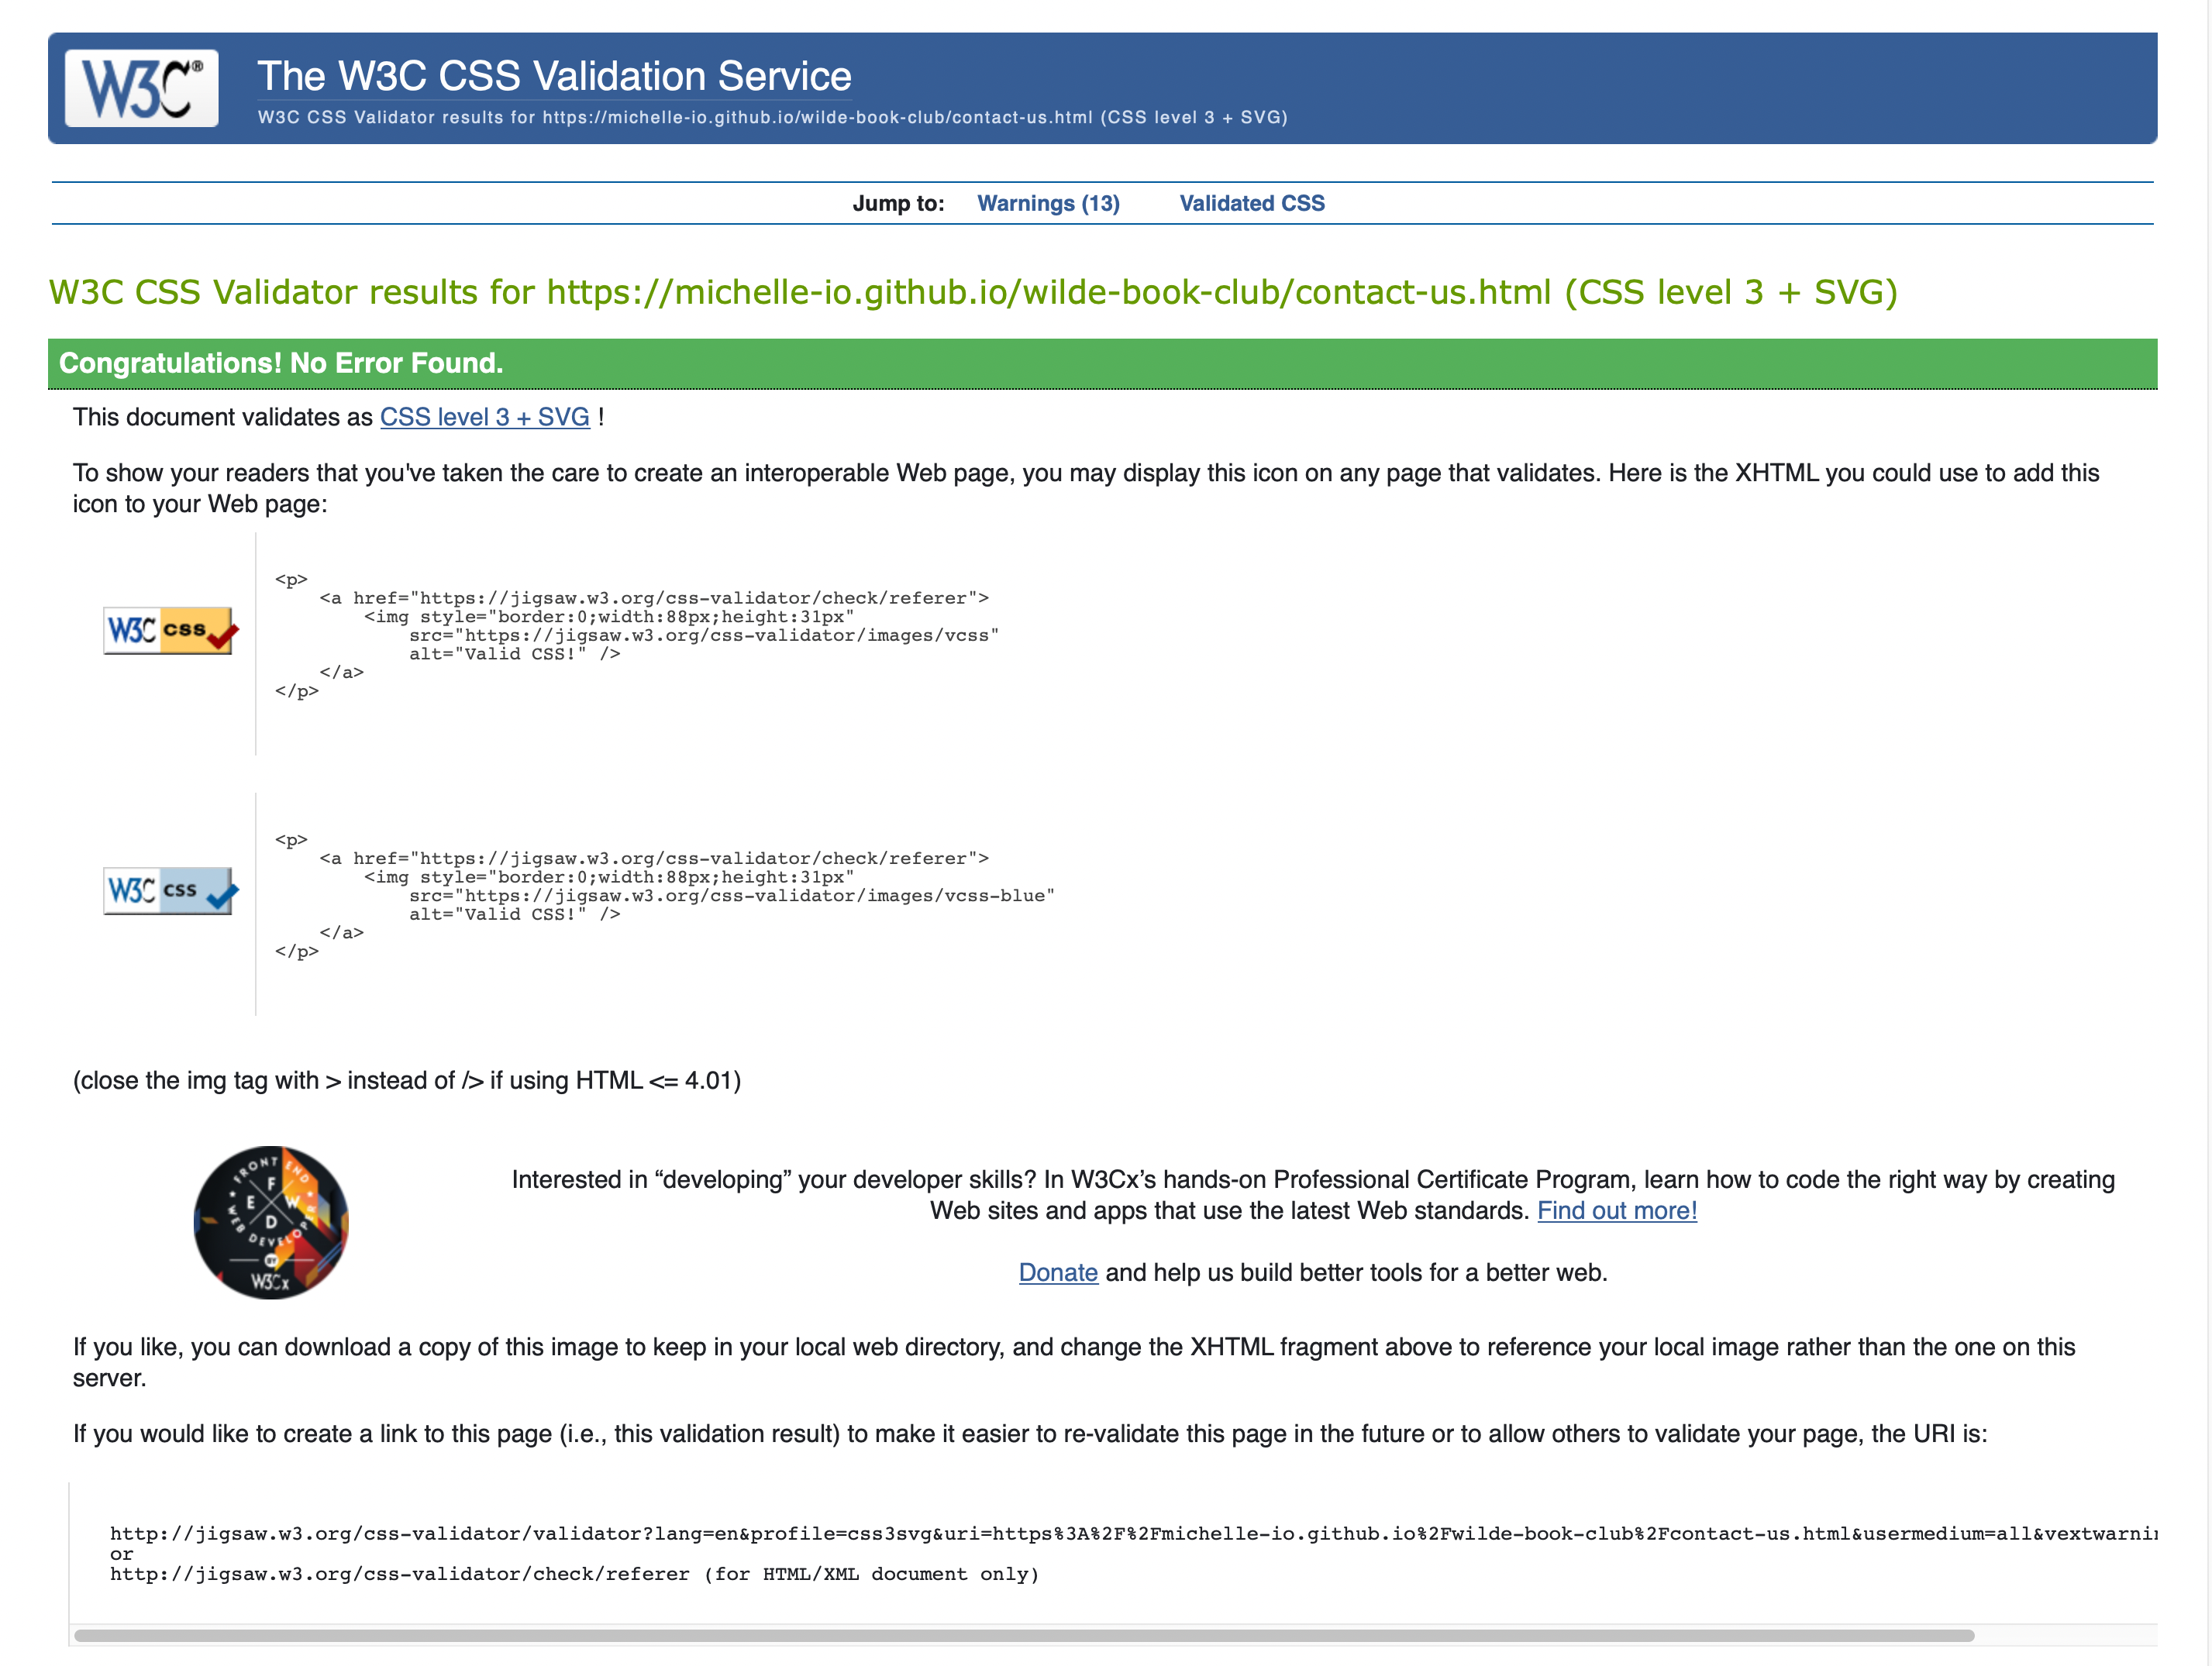 W3C®
The W3C CSS Validation Service
W3C CSS Validator results for https://michelle-io.github.io/wilde-book-club/contact-us.html (CSS level 3 + SVG)
Jump to: Warnings (13) Validated CSS
W3C CSS Validator results for https://michelle-io.github.io/wilde-book-club/contact-us.html (CSS level 3 + SVG)
Congratulations! No Error Found.
This document validates as CSS level 3 + SVG !
To show your readers that you've taken the care to create an interoperable Web page, you may display this icon on any page that validates. Here is the XHTML you could use to add this
icon to your Web page:
W3C css
<p>
    <a href="https://jigsaw.w3.org/css-validator/check/referer">
        <img style="border:0;width:88px;height:31px"
            src="https://jigsaw.w3.org/css-validator/images/vcss"
            alt="Valid CSS!" />
    </a>
</p>
W3C css
<p>
    <a href="https://jigsaw.w3.org/css-validator/check/referer">
        <img style="border:0;width:88px;height:31px"
            src="https://jigsaw.w3.org/css-validator/images/vcss-blue"
            alt="Valid CSS!" />
    </a>
</p>
(close the img tag with > instead of /> if using HTML <= 4.01)
FRONT END
F E W D
WEB DEVELOPER
BY
W3Cx
Interested in “developing” your developer skills? In W3Cx’s hands-on Professional Certificate Program, learn how to code the right way by creating
Web sites and apps that use the latest Web standards. Find out more!
Donate and help us build better tools for a better web.
If you like, you can download a copy of this image to keep in your local web directory, and change the XHTML fragment above to reference your local image rather than the one on this
server.
If you would like to create a link to this page (i.e., this validation result) to make it easier to re-validate this page in the future or to allow others to validate your page, the URI is:
http://jigsaw.w3.org/css-validator/validator?lang=en&profile=css3svg&uri=https%3A%2F%2Fmichelle-io.github.io%2Fwilde-book-club%2Fcontact-us.html&usermedium=all&vextwarnin
or
http://jigsaw.w3.org/css-validator/check/referer (for HTML/XML document only)